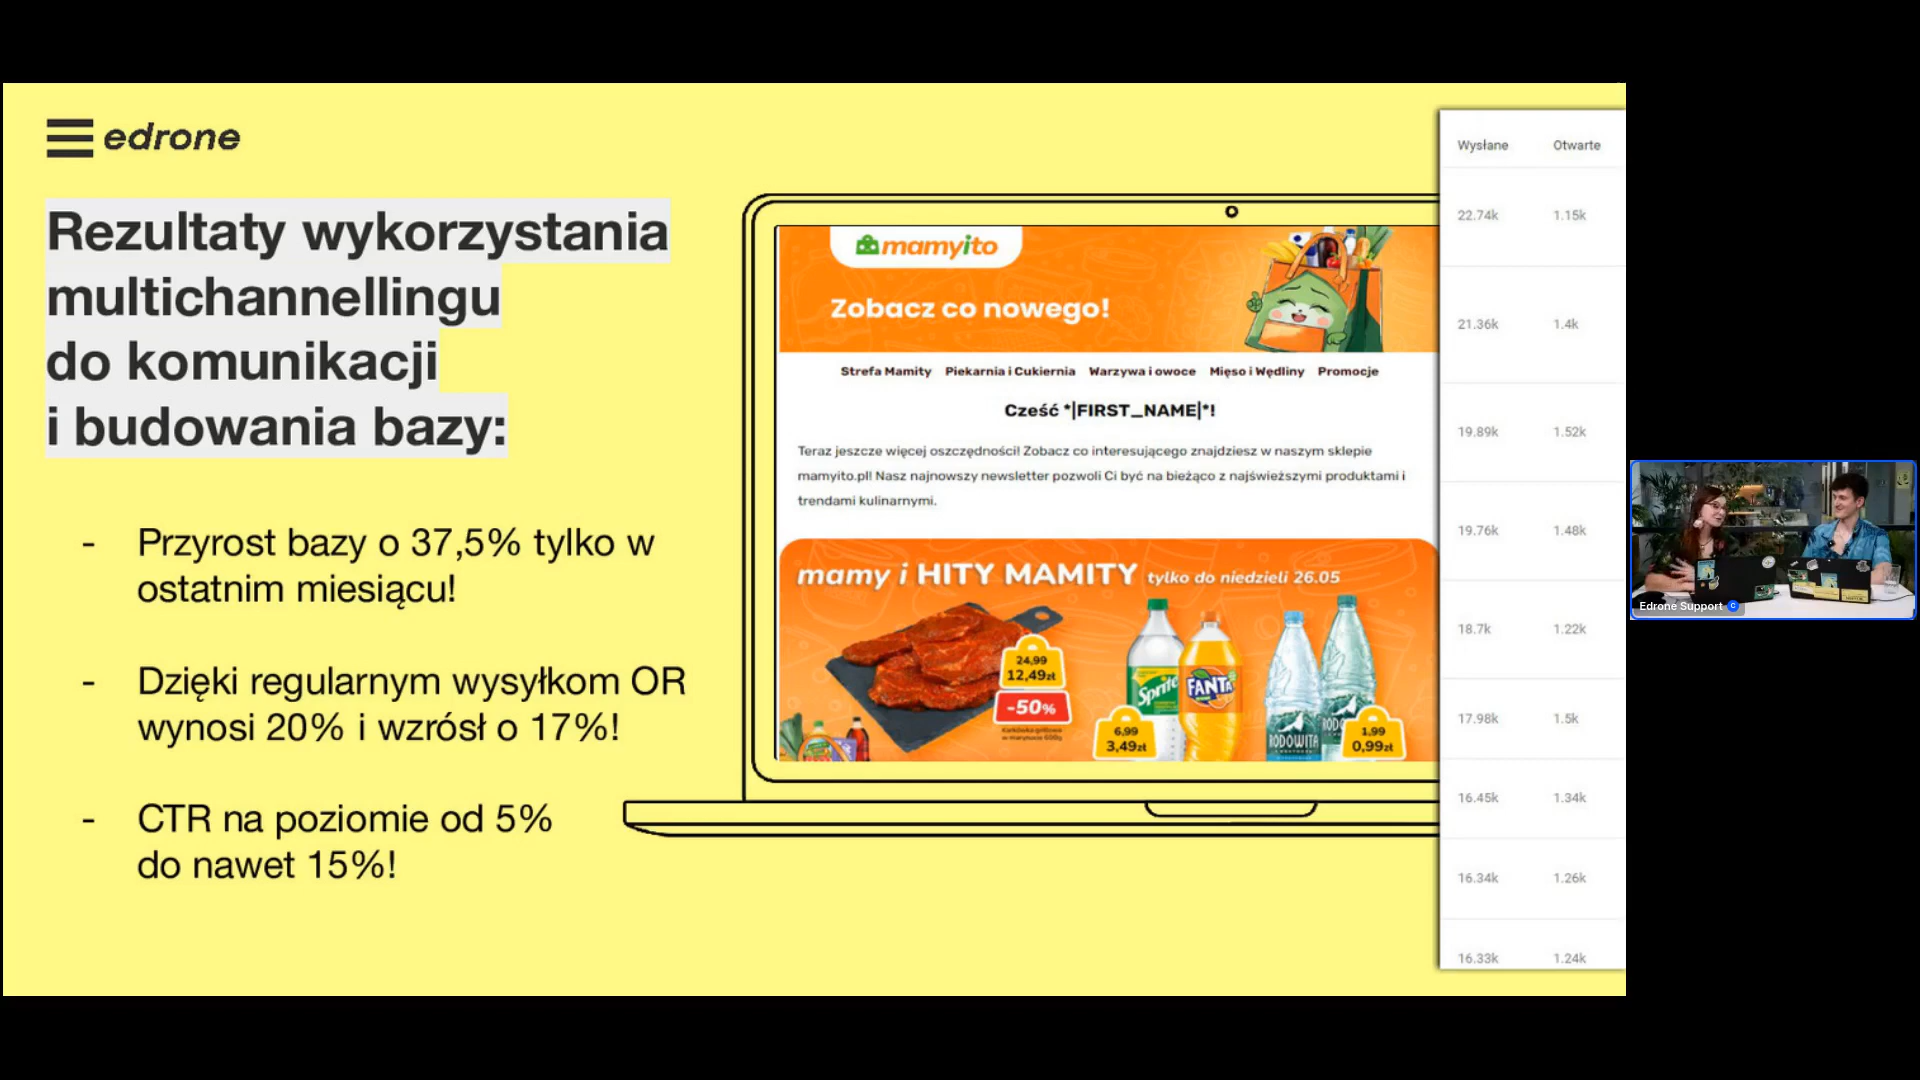 edrone
Rezultaty wykorzystania
multichannellingu
do komunikacji
i budowania bazy:
- Przyrost bazy o 37,5% tylko w
ostatnim miesiącu!
- Dzięki regularnym wysyłkom OR
wynosi 20% i wzrósł o 17%!
- CTR na poziomie od 5%
do nawet 15%!
mamyito
Zobacz co nowego!
Strefa Mamity Piekarnia i Cukiernia Warzywa i owoce Mięso i Wędliny Promocje
Cześć *|FIRST_NAME|*!
Teraz jeszcze więcej oszczędności! Zobacz co interesującego znajdziesz w naszym sklepie
mamyito.pl! Nasz najnowszy newsletter pozwoli Ci być na bieżąco z najświeższymi produktami i
trendami kulinarnymi.
mamy i HITY MAMITY tylko do niedzieli 26.05
24,99
12,49zł
-50%
Sprite
FANTA
6,99
3,49zł
RODOWITA
1,99
0,99zł
Wysłane Otwarte
22.74k 1.15k
21.36k 1.4k
19.89k 1.52k
19.76k 1.48k
18.7k 1.22k
17.98k 1.5k
16.45k 1.34k
16.34k 1.26k
16.33k 1.24k
Edrone Support